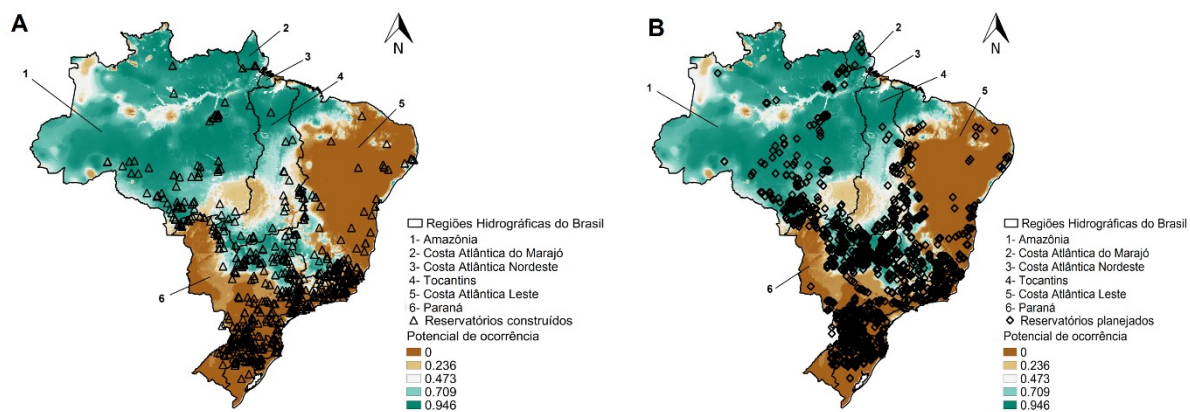 A
N
1
2
3
4
5
6
Regiões Hidrográficas do Brasil
1- Amazônia
2- Costa Atlântica do Marajó
3- Costa Atlântica Nordeste
4- Tocantins
5- Costa Atlântica Leste
6- Paraná
Reservatórios construídos
Potencial de ocorrência
0
0.236
0.473
0.709
0.946
B
N
1
2
3
4
5
6
Regiões Hidrográficas do Brasil
1- Amazônia
2- Costa Atlântica do Marajó
3- Costa Atlântica Nordeste
4- Tocantins
5- Costa Atlântica Leste
6- Paraná
Reservatórios planejados
Potencial de ocorrência
0
0.236
0.473
0.709
0.946